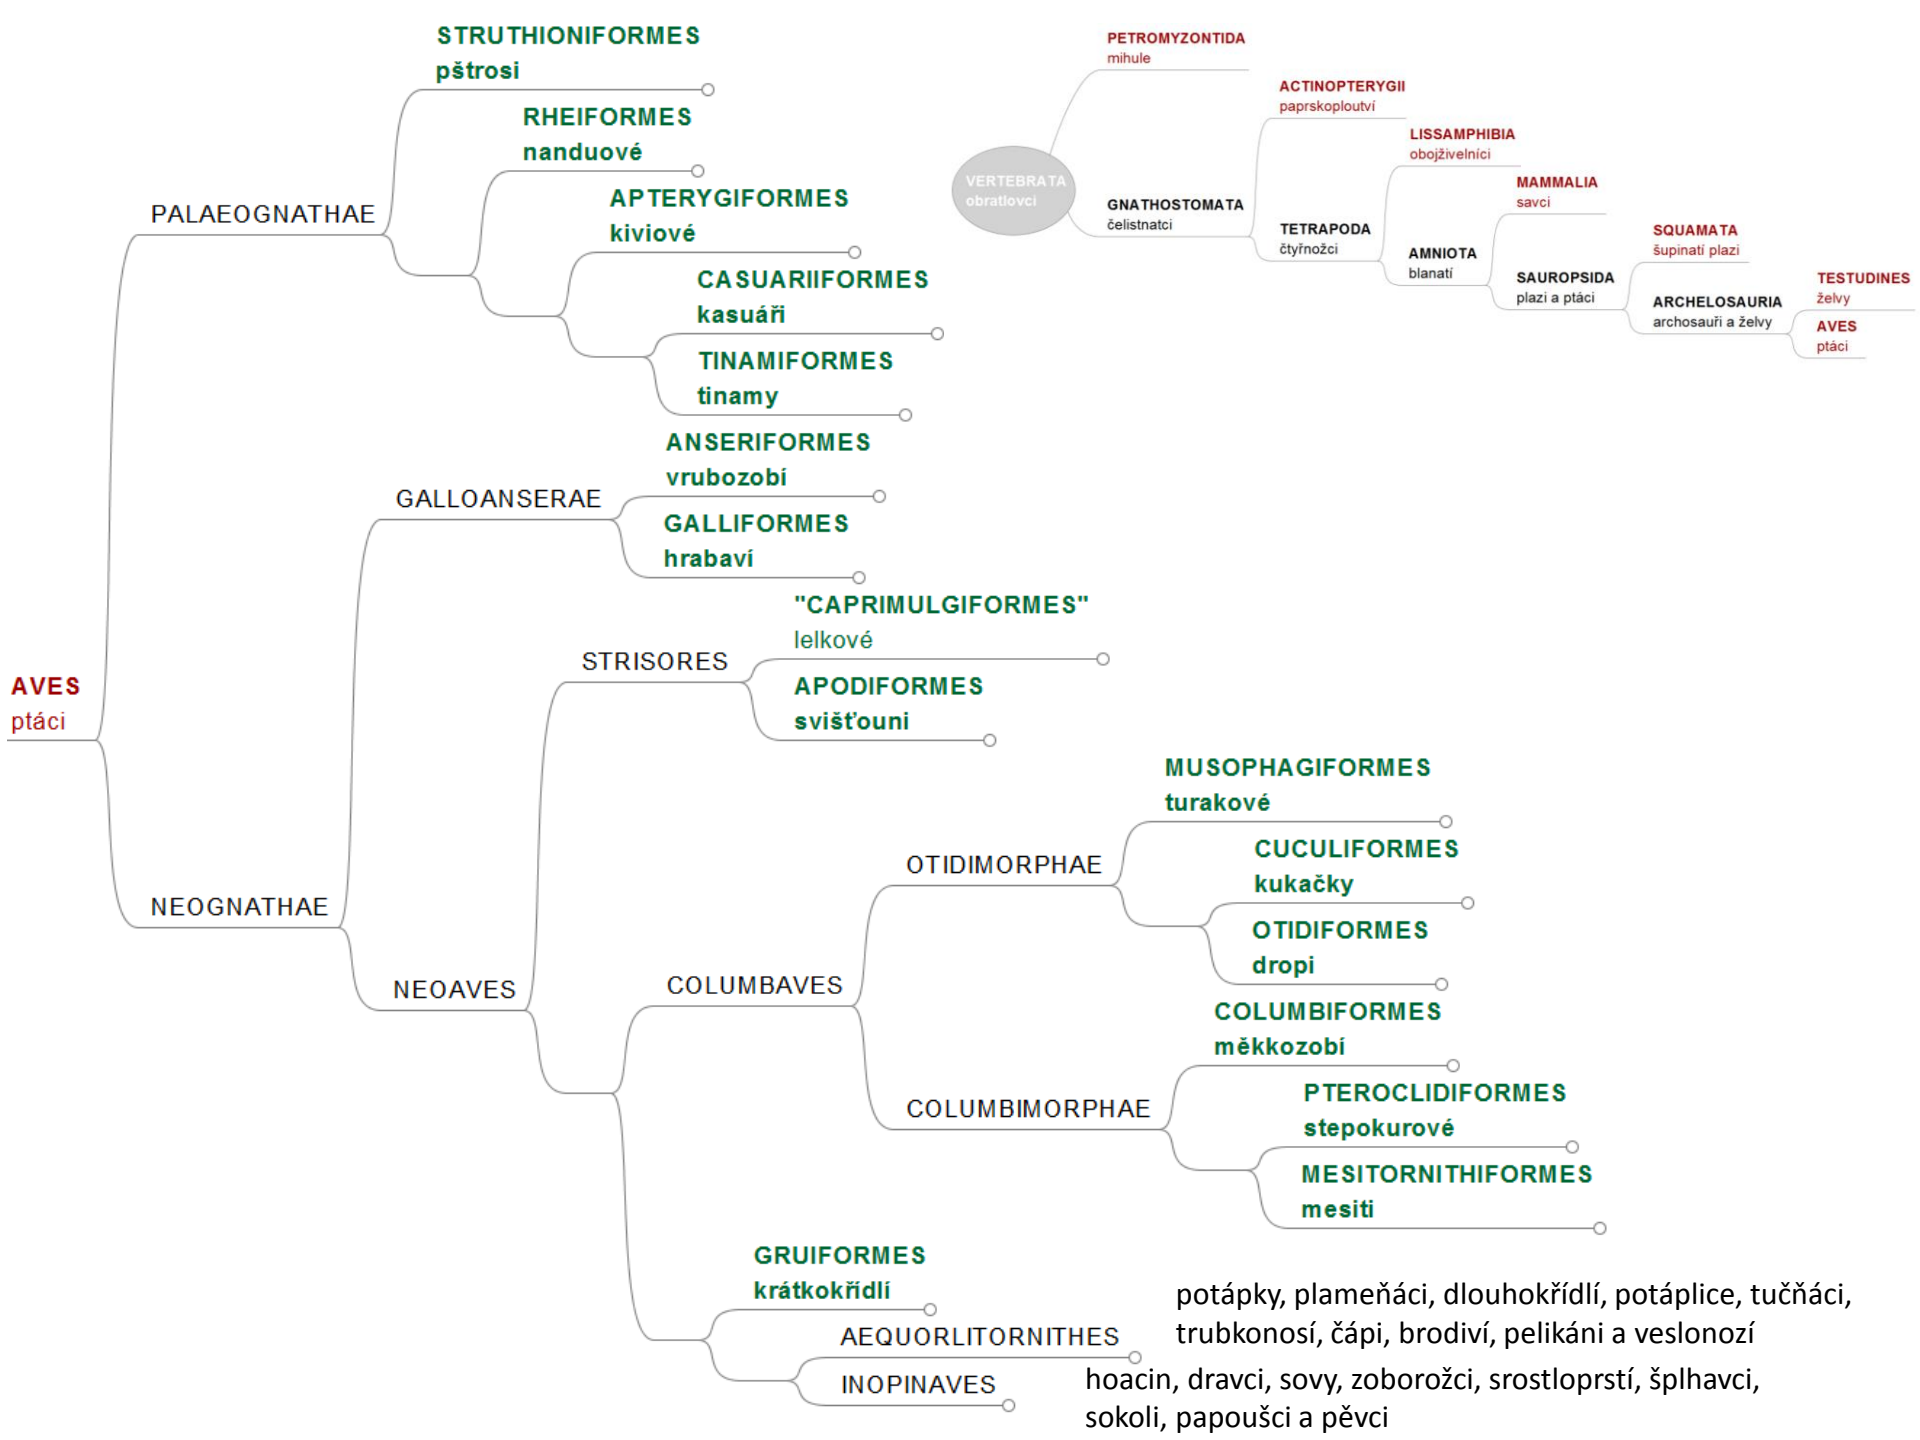 STRUTHIONIFORMES
pštrosi
RHEIFORMES
nanduové
PALAEOGNATHAE
APTERYGIFORMES
kiviové
CASUARIIFORMES
kasuáři
TINAMIFORMES
tinamy
ANSERIFORMES
vrubozobí
GALLOANSERAE
GALLIFORMES
hrabaví
"CAPRIMULGIFORMES"
lelkové
STRISORES
APODIFORMES
svišťouni
AVES
ptáci
MUSOPHAGIFORMES
turakové
OTIDIMORPHAE
CUCULIFORMES
kukačky
NEOGNATHAE
OTIDIFORMES
dropi
NEOAVES
COLUMBAVES
COLUMBIFORMES
měkkozobí
COLUMBIMORPHAE
PTEROCLIDIFORMES
stepokurové
MESITORNITHIFORMES
mesiti
GRUIFORMES
krátkokřídlí
AEQUORLITORNITHES
potápky, plameňáci, dlouhokřídlí, potáplice, tučňáci,
trubkonosí, čápi, brodiví, pelikáni a veslonozí
INOPINAVES
hoacin, dravci, sovy, zoborožci, srostloprstí, šplhavci,
sokoli, papoušci a pěvci
PETROMYZONTIDA
mihule
ACTINOPTERYGII
paprskoploutví
LISSAMPHIBIA
obojživelníci
VERTEBRATA
obratlovci
MAMMALIA
savci
GNATHOSTOMATA
čelistnatci
TETRAPODA
čtyřnožci
SQUAMATA
šupinatí plazi
AMNIOTA
blanatí
SAUROPSIDA
plazi a ptáci
TESTUDINES
želvy
ARCHELOSAURIA
archosauři a želvy
AVES
ptáci